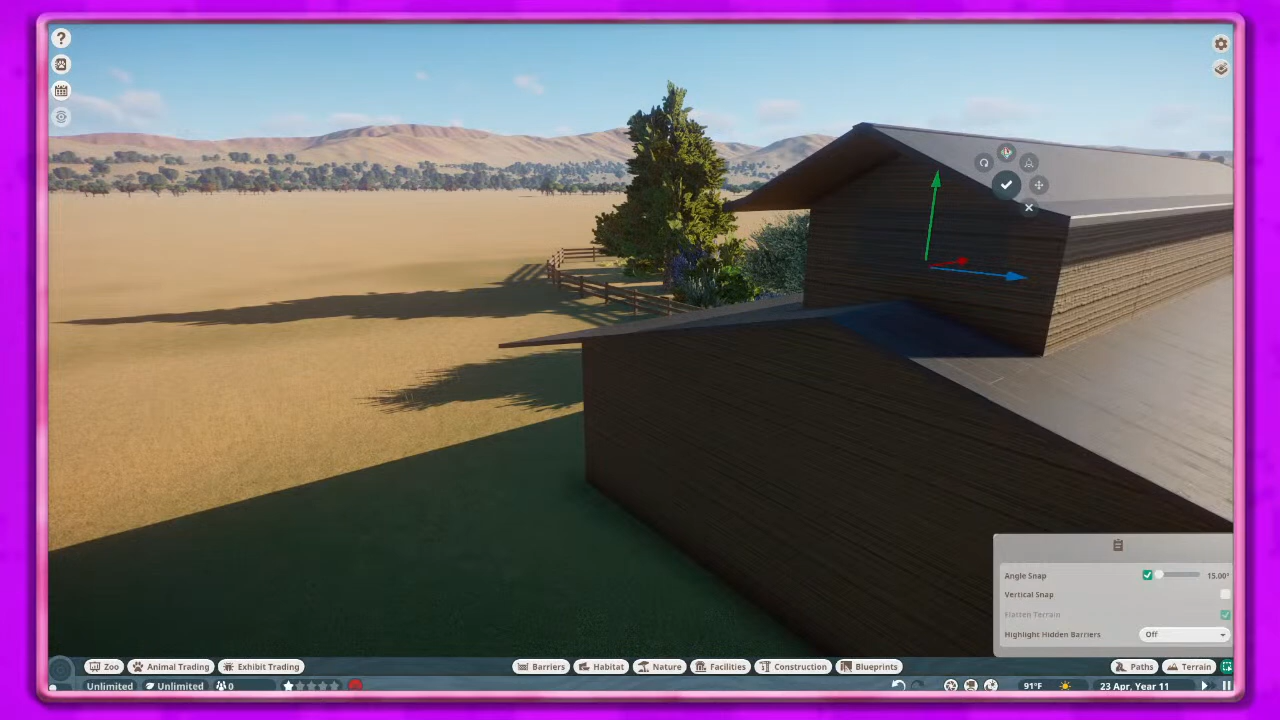 ?
Angle Snap 15.00°
Vertical Snap
Flatten Terrain
Highlight Hidden Barriers Off
Zoo Animal Trading Exhibit Trading Barriers Habitat Nature Facilities Construction Blueprints Paths Terrain
Unlimited Unlimited 0 91°F 23 Apr, Year 11